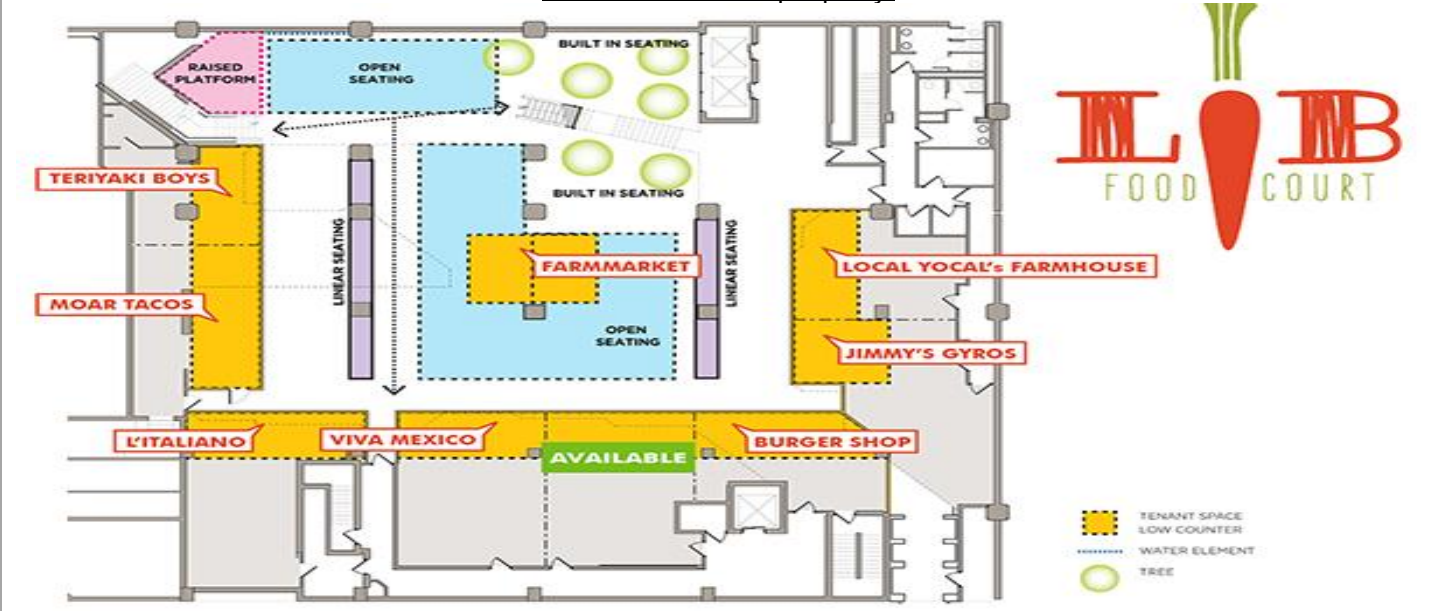 RAISED
PLATFORM
OPEN
SEATING
BUILT IN SEATING
L B
FOOD COURT
TERIYAKI BOYS
BUILT IN SEATING
LINEAR SEATING
FARMMARKET
LINEAR SEATING
LOCAL YOCAL's FARMHOUSE
MOAR TACOS
OPEN
SEATING
JIMMY'S GYROS
L'ITALIANO
VIVA MEXICO
AVAILABLE
BURGER SHOP
TENANT SPACE
LOW COUNTER
WATER ELEMENT
TREE